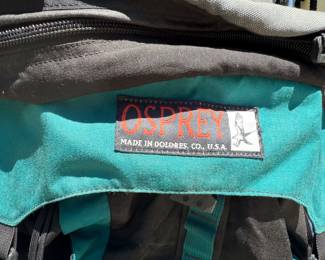 OSPREY
MADE IN DOLORES, CO., U.S.A.